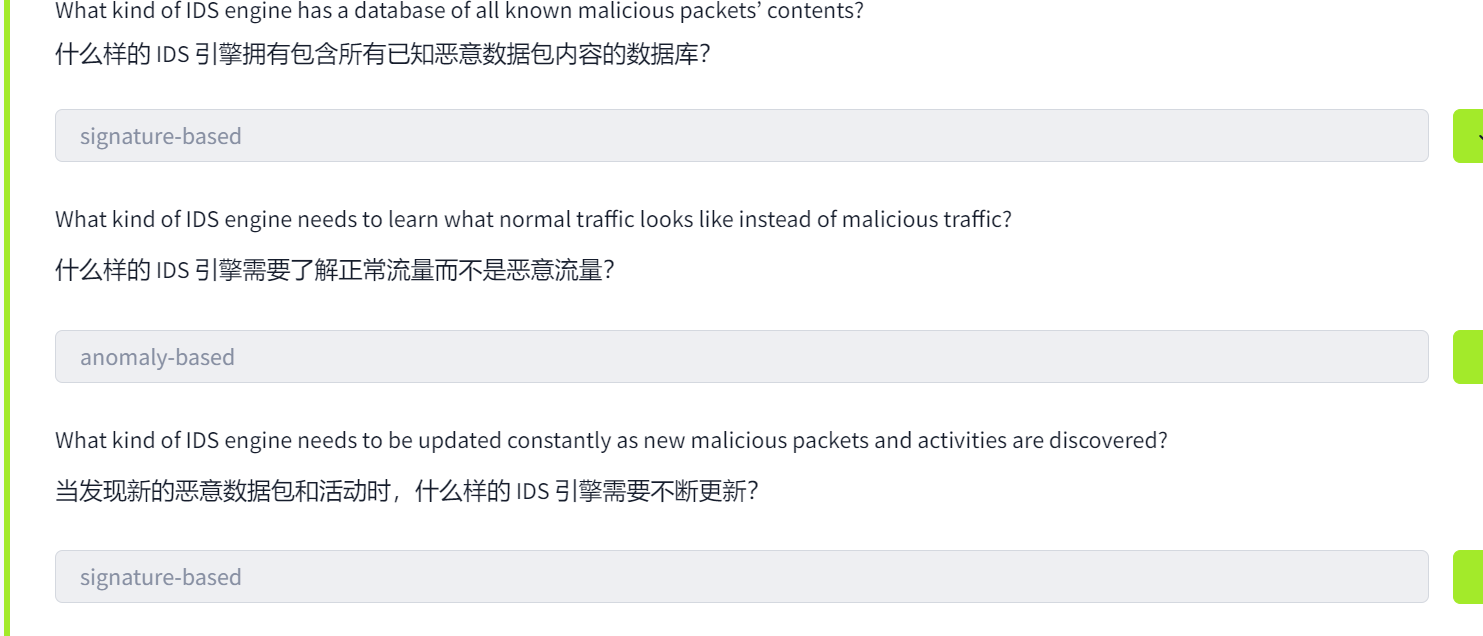 What kind of IDS engine has a database of all known malicious packets’ contents?
什么样的 IDS 引擎拥有包含所有已知恶意数据包内容的数据库？
signature-based
What kind of IDS engine needs to learn what normal traffic looks like instead of malicious traffic?
什么样的 IDS 引擎需要了解正常流量而不是恶意流量？
anomaly-based
What kind of IDS engine needs to be updated constantly as new malicious packets and activities are discovered?
当发现新的恶意数据包和活动时，什么样的 IDS 引擎需要不断更新？
signature-based